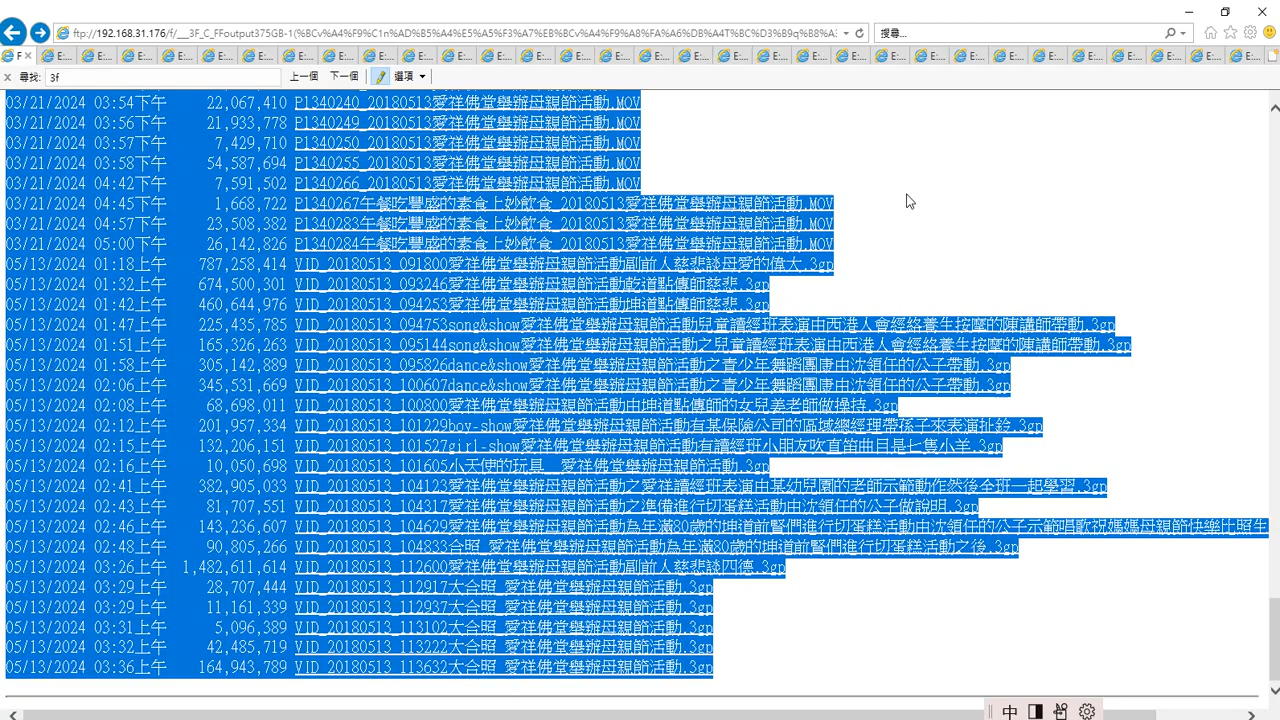 搜尋...
尋找: 3f 上一個 下一個 選項
03/21/2024 03:54下午 22,067,410 P1340240_20180513愛祥佛堂舉辦母親節活動.MOV
03/21/2024 03:56下午 21,933,778 P1340249_20180513愛祥佛堂舉辦母親節活動.MOV
03/21/2024 03:57下午 7,429,710 P1340250_20180513愛祥佛堂舉辦母親節活動.MOV
03/21/2024 03:58下午 54,587,694 P1340255_20180513愛祥佛堂舉辦母親節活動.MOV
03/21/2024 04:42下午 7,591,502 P1340266_20180513愛祥佛堂舉辦母親節活動.MOV
03/21/2024 04:45下午 1,668,722 P1340267午餐吃豐盛的素食上妙飲食_20180513愛祥佛堂舉辦母親節活動.MOV
03/21/2024 04:57下午 23,508,382 P1340283午餐吃豐盛的素食上妙飲食_20180513愛祥佛堂舉辦母親節活動.MOV
03/21/2024 05:00下午 26,142,826 P1340284午餐吃豐盛的素食上妙飲食_20180513愛祥佛堂舉辦母親節活動.MOV
05/13/2024 01:18上午 787,258,414 VID_20180513_091800愛祥佛堂舉辦母親節活動副前人慈悲談母愛的偉大.3gp
05/13/2024 01:32上午 674,500,301 VID_20180513_093246愛祥佛堂舉辦母親節活動乾道點傳師慈悲.3gp
05/13/2024 01:42上午 460,644,976 VID_20180513_094253愛祥佛堂舉辦母親節活動坤道點傳師慈悲.3gp
05/13/2024 01:47上午 225,435,785 VID_20180513_094753song&show愛祥佛堂舉辦母親節活動兒童讀經班表演由西港人會經絡養生按摩的陳講師帶動.3gp
05/13/2024 01:51上午 165,326,263 VID_20180513_095144song&show愛祥佛堂舉辦母親節活動之兒童讀經班表演由西港人會經絡養生按摩的陳講師帶動.3gp
05/13/2024 01:58上午 305,142,889 VID_20180513_095826dance&show愛祥佛堂舉辦母親節活動之青少年舞蹈團康由沈領任的公子帶動.3gp
05/13/2024 02:06上午 345,531,669 VID_20180513_100607dance&show愛祥佛堂舉辦母親節活動之青少年舞蹈團康由沈領任的公子帶動.3gp
05/13/2024 02:08上午 68,698,011 VID_20180513_100800愛祥佛堂舉辦母親節活動由坤道點傳師的女兒姜老師做操持.3gp
05/13/2024 02:12上午 201,957,334 VID_20180513_101229boy-show愛祥佛堂舉辦母親節活動有某保險公司的區域總經理帶孫子來表演扯鈴.3gp
05/13/2024 02:15上午 132,206,151 VID_20180513_101527girl-show愛祥佛堂舉辦母親節活動有讀經班小朋友吹直笛曲目是七隻小羊.3gp
05/13/2024 02:16上午 10,050,698 VID_20180513_101605小天使的玩具__愛祥佛堂舉辦母親節活動.3gp
05/13/2024 02:41上午 382,905,033 VID_20180513_104123愛祥佛堂舉辦母親節活動之愛祥讀經班表演由某幼兒園的老師示範動作然後全班一起學習.3gp
05/13/2024 02:43上午 81,707,551 VID_20180513_104317愛祥佛堂舉辦母親節活動之準備進行切蛋糕活動由沈領任的公子做說明.3gp
05/13/2024 02:46上午 143,236,607 VID_20180513_104629愛祥佛堂舉辦母親節活動為年滿80歲的坤道前賢們進行切蛋糕活動由沈領任的公子示範唱歌祝媽媽母親節快樂比照生
05/13/2024 02:48上午 90,805,266 VID_20180513_104833合照_愛祥佛堂舉辦母親節活動為年滿80歲的坤道前賢們進行切蛋糕活動之後.3gp
05/13/2024 03:26上午 1,482,611,614 VID_20180513_112600愛祥佛堂舉辦母親節活動副前人慈悲談四德.3gp
05/13/2024 03:29上午 28,707,444 VID_20180513_112917大合照_愛祥佛堂舉辦母親節活動.3gp
05/13/2024 03:29上午 11,161,339 VID_20180513_112937大合照_愛祥佛堂舉辦母親節活動.3gp
05/13/2024 03:31上午 5,096,389 VID_20180513_113102大合照_愛祥佛堂舉辦母親節活動.3gp
05/13/2024 03:32上午 42,485,719 VID_20180513_113222大合照_愛祥佛堂舉辦母親節活動.3gp
05/13/2024 03:36上午 164,943,789 VID_20180513_113632大合照_愛祥佛堂舉辦母親節活動.3gp
中